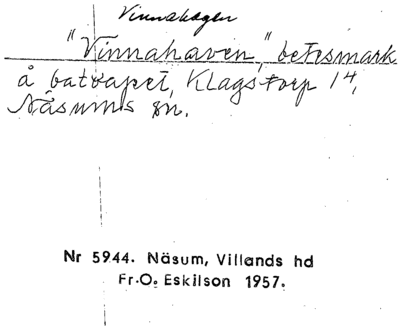 Vinnahagen
"Vinnahaven," betesmark
å batvapet, Klagstorp 14,
Näsums sn.
Nr 5944. Näsum, Villands hd
Fr. O. Eskilson 1957.